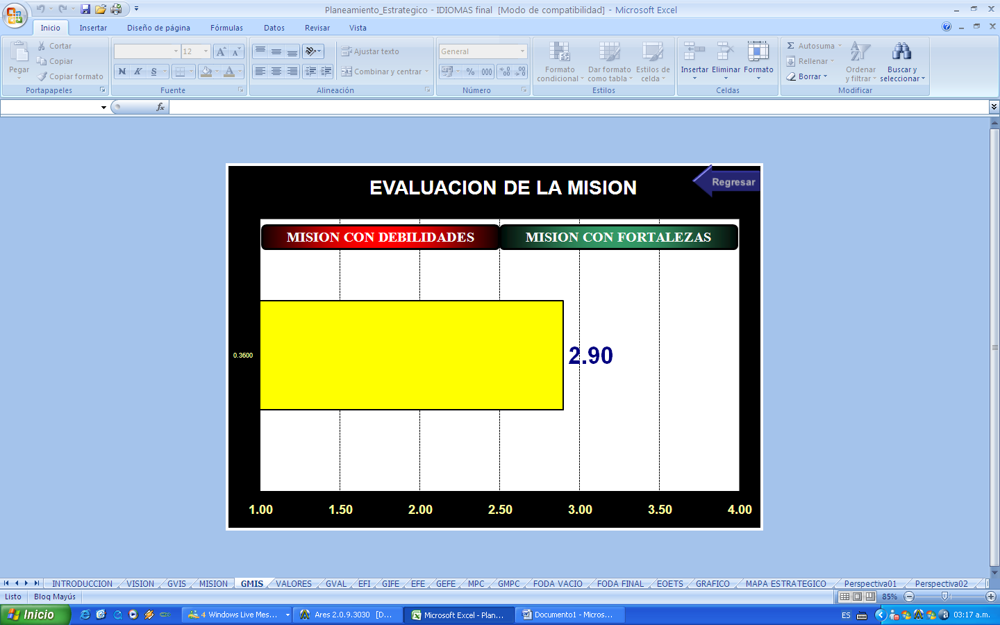 Planeamiento_Estrategico - IDIOMAS final  [Modo de compatibilidad] - Microsoft Excel
Inicio Insertar Diseño de página Fórmulas Datos Revisar Vista
Pegar
Cortar
Copiar
Copiar formato
Portapapeles
12
N K S
Fuente
Ajustar texto
Combinar y centrar
Alineación
General
% 000
Número
Formato condicional
Dar formato como tabla
Estilos de celda
Estilos
Insertar Eliminar Formato
Celdas
Σ Autosuma
Rellenar
Borrar
Ordenar y filtrar
Buscar y seleccionar
Modificar
fx
EVALUACION DE LA MISION
Regresar
MISION CON DEBILIDADES MISION CON FORTALEZAS
0.3600
2.90
1.00 1.50 2.00 2.50 3.00 3.50 4.00
INTRODUCCION VISION GVIS MISION GMIS VALORES GVAL EFI GIFE EFE GEFE MPC GMPC FODA VACIO FODA FINAL EOETS GRAFICO MAPA ESTRATEGICO Perspectiva01 Perspectiva02
Listo Bloq Mayús 85%
Inicio 4 Windows Live Mes... Ares 2.0.9.3030 [D... Microsoft Excel - Plan... Documento1 - Micros... ES 03:17 a.m.